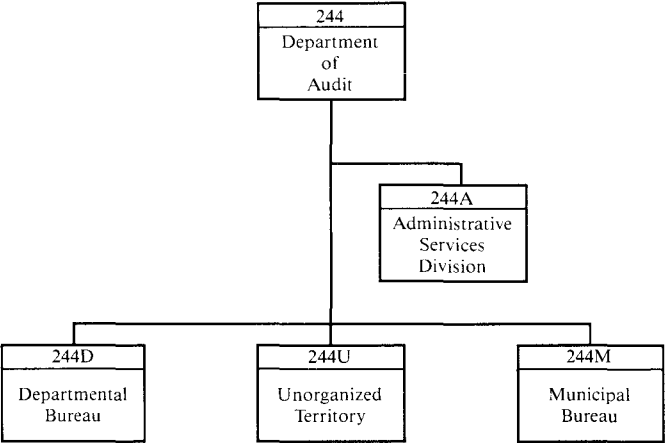 244
Department
of
Audit
244A
Administrative
Services
Division
244D
Departmental
Bureau
244U
Unorganized
Territory
244M
Municipal
Bureau